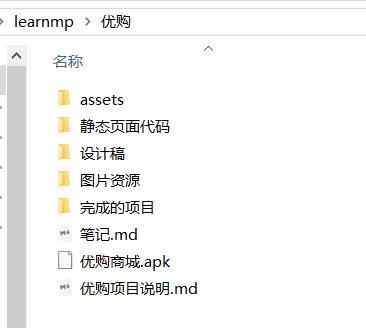 learnmp > 优购
名称
assets
静态页面代码
设计稿
图片资源
完成的项目
笔记.md
优购商城.apk
优购项目说明.md